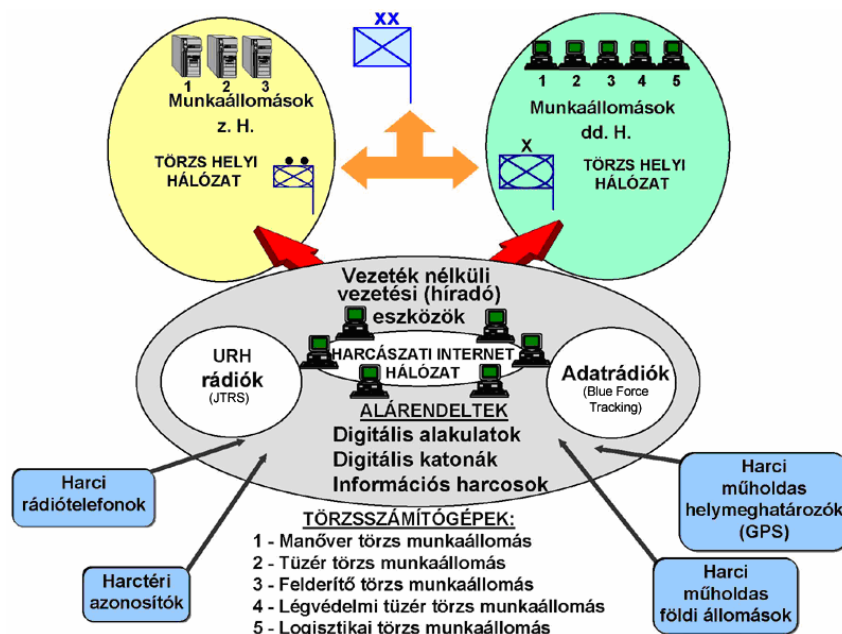 XX
1 2 3
Munkaállomások
z. H.
TÖRZS HELYI
HÁLÓZAT
1 2 3 4 5
Munkaállomások
dd. H.
X
TÖRZS HELYI
HÁLÓZAT
Vezeték nélküli
vezetési (híradó)
eszközök
URH
rádiók
(JTRS)
HARCÁSZATI INTERNET
HÁLÓZAT
Adatrádiók
(Blue Force
Tracking)
ALÁRENDELTEK
Digitális alakulatok
Digitális katonák
Információs harcosok
Harci
rádiótelefonok
Harctéri
azonosítók
Harci
műholdas
helymeghatározók
(GPS)
Harci
műholdas
földi állomások
TÖRZSSZÁMÍTÓGÉPEK:
1 - Manőver törzs munkaállomás
2 - Tüzér törzs munkaállomás
3 - Felderítő törzs munkaállomás
4 - Légvédelmi tüzér törzs munkaállomás
5 - Logisztikai törzs munkaállomás